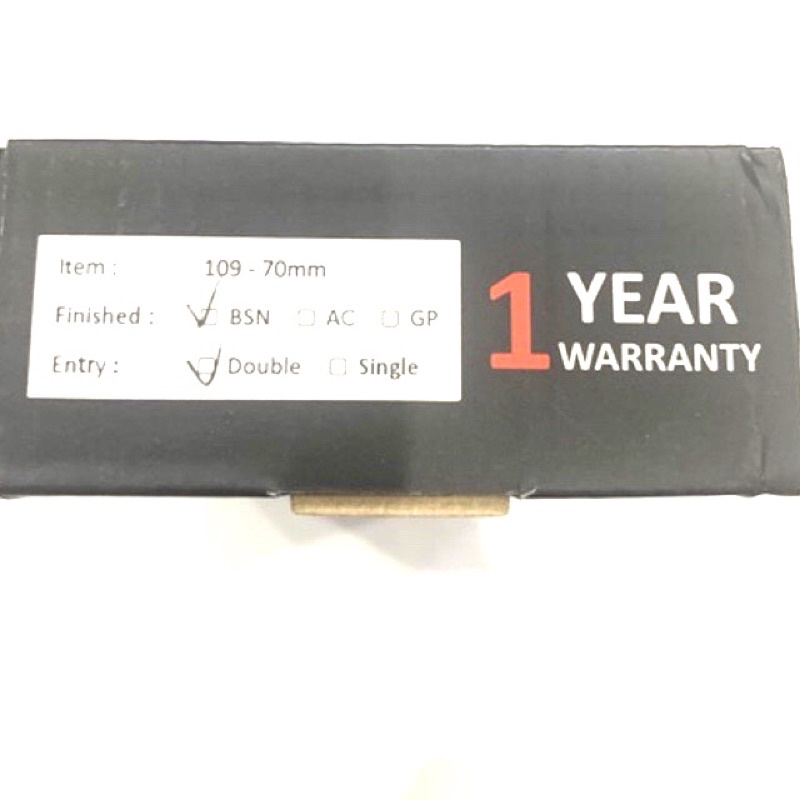 Item : 109 - 70mm
Finished : BSN AC GP
Entry : Double Single
1 YEAR
WARRANTY